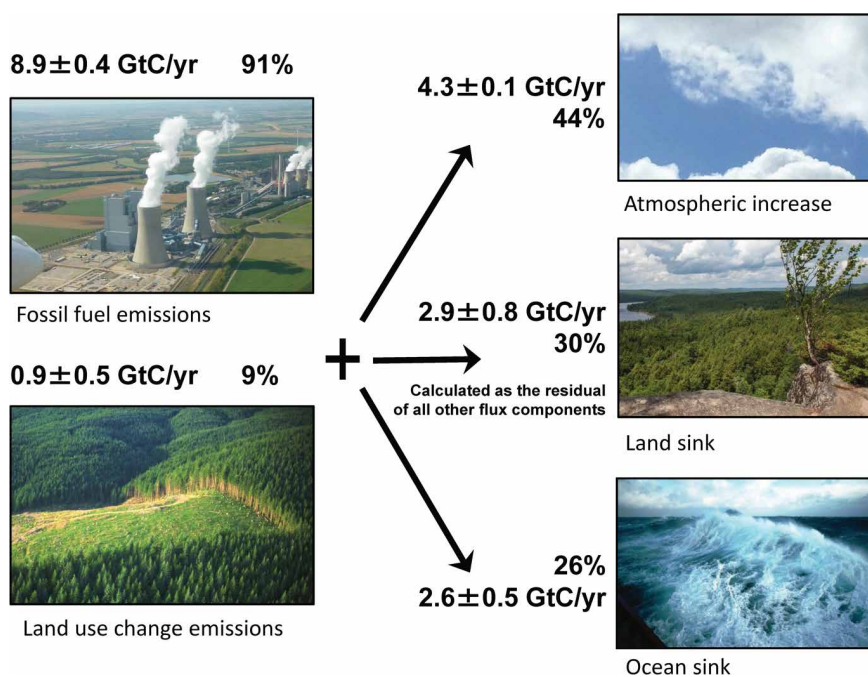 8.9±0.4 GtC/yr 91%
Fossil fuel emissions
0.9±0.5 GtC/yr 9%
Land use change emissions
+
4.3±0.1 GtC/yr
44%
Atmospheric increase
2.9±0.8 GtC/yr
30%
Calculated as the residual
of all other flux components
Land sink
26%
2.6±0.5 GtC/yr
Ocean sink